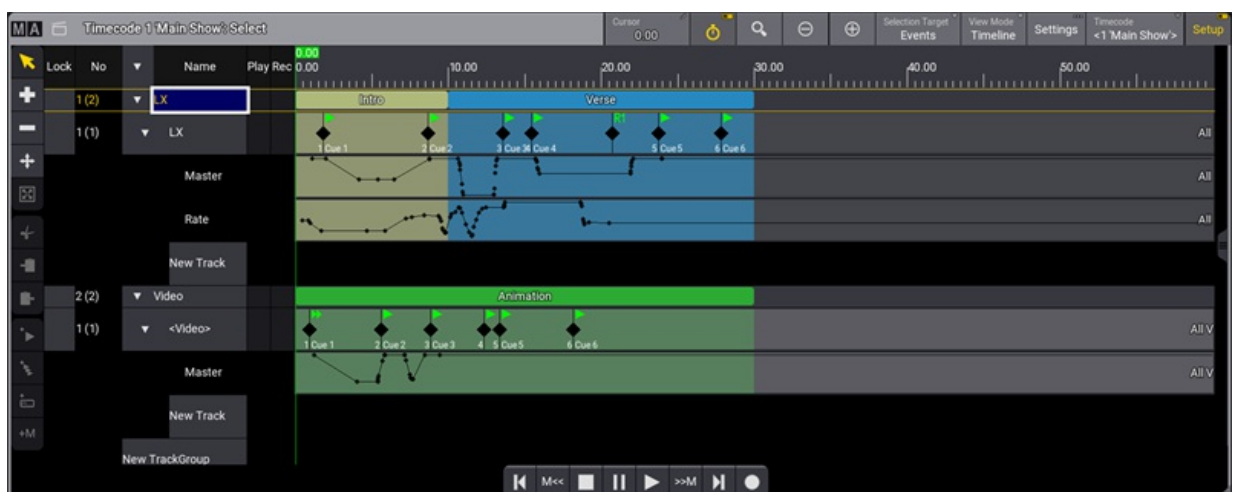 MA Timecode 1 'Main Show': Select
Cursor
0.00
Selection Target
Events
View Mode
Timeline
Settings
Timecode
<1 'Main Show'>
Setup
0.00
Lock No Name Play Rec 0.00 10.00 20.00 30.00 40.00 50.00
1 (2) LX Intro Verse
R1
1 (1) LX All
1 Cue 1 2 Cue 2 3 Cue 3 4 Cue 4 5 Cue 5 6 Cue 6
Master All
Rate All
New Track
2 (2) Video Animation
1 (1) <Video> All V
1 Cue 1 2 Cue 2 3 Cue 3 4 5 Cue 5 6 Cue 6
Master All V
New Track
+M
New TrackGroup
M<< >>M